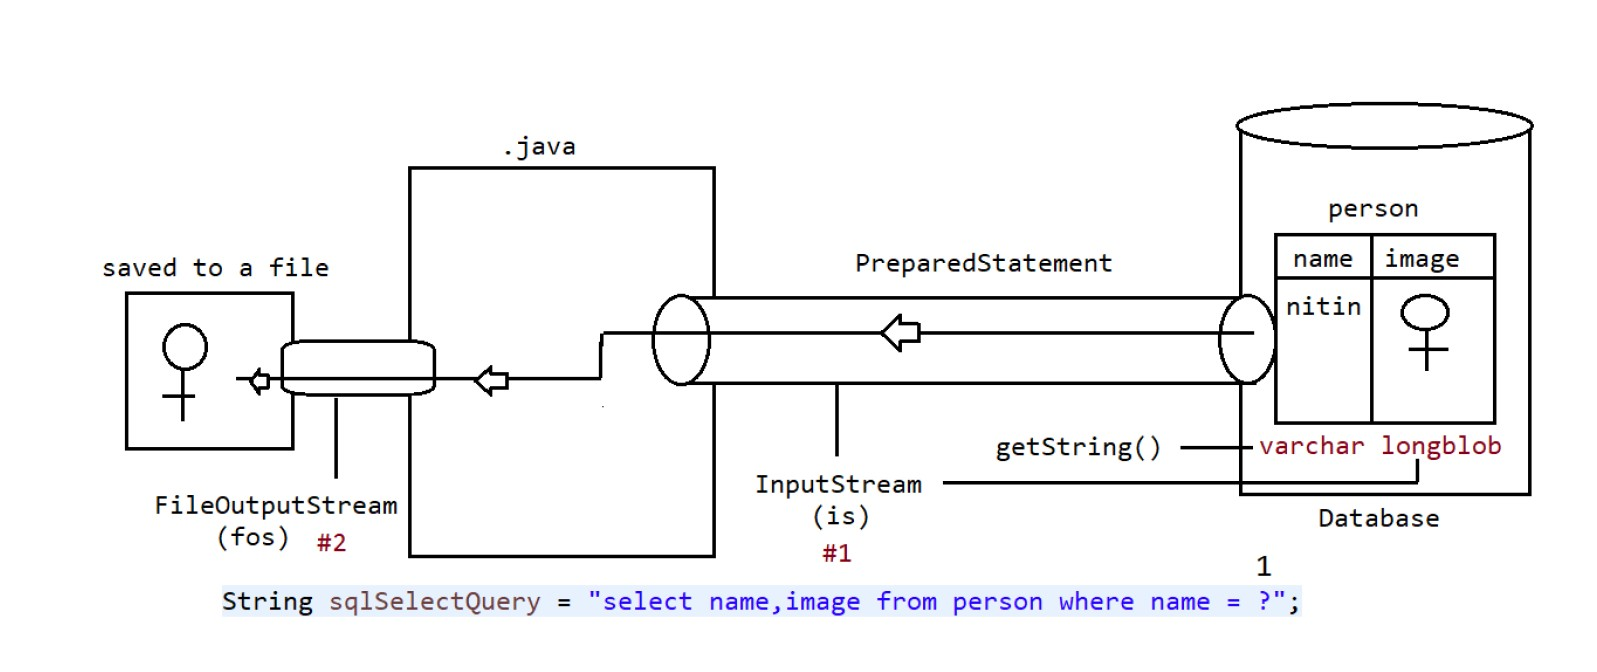 .java
person
saved to a file
PreparedStatement
name image
nitin
getString()
varchar longblob
InputStream
(is)
#1
FileOutputStream
(fos) #2
Database
1
String sqlSelectQuery = "select name,image from person where name = ?";